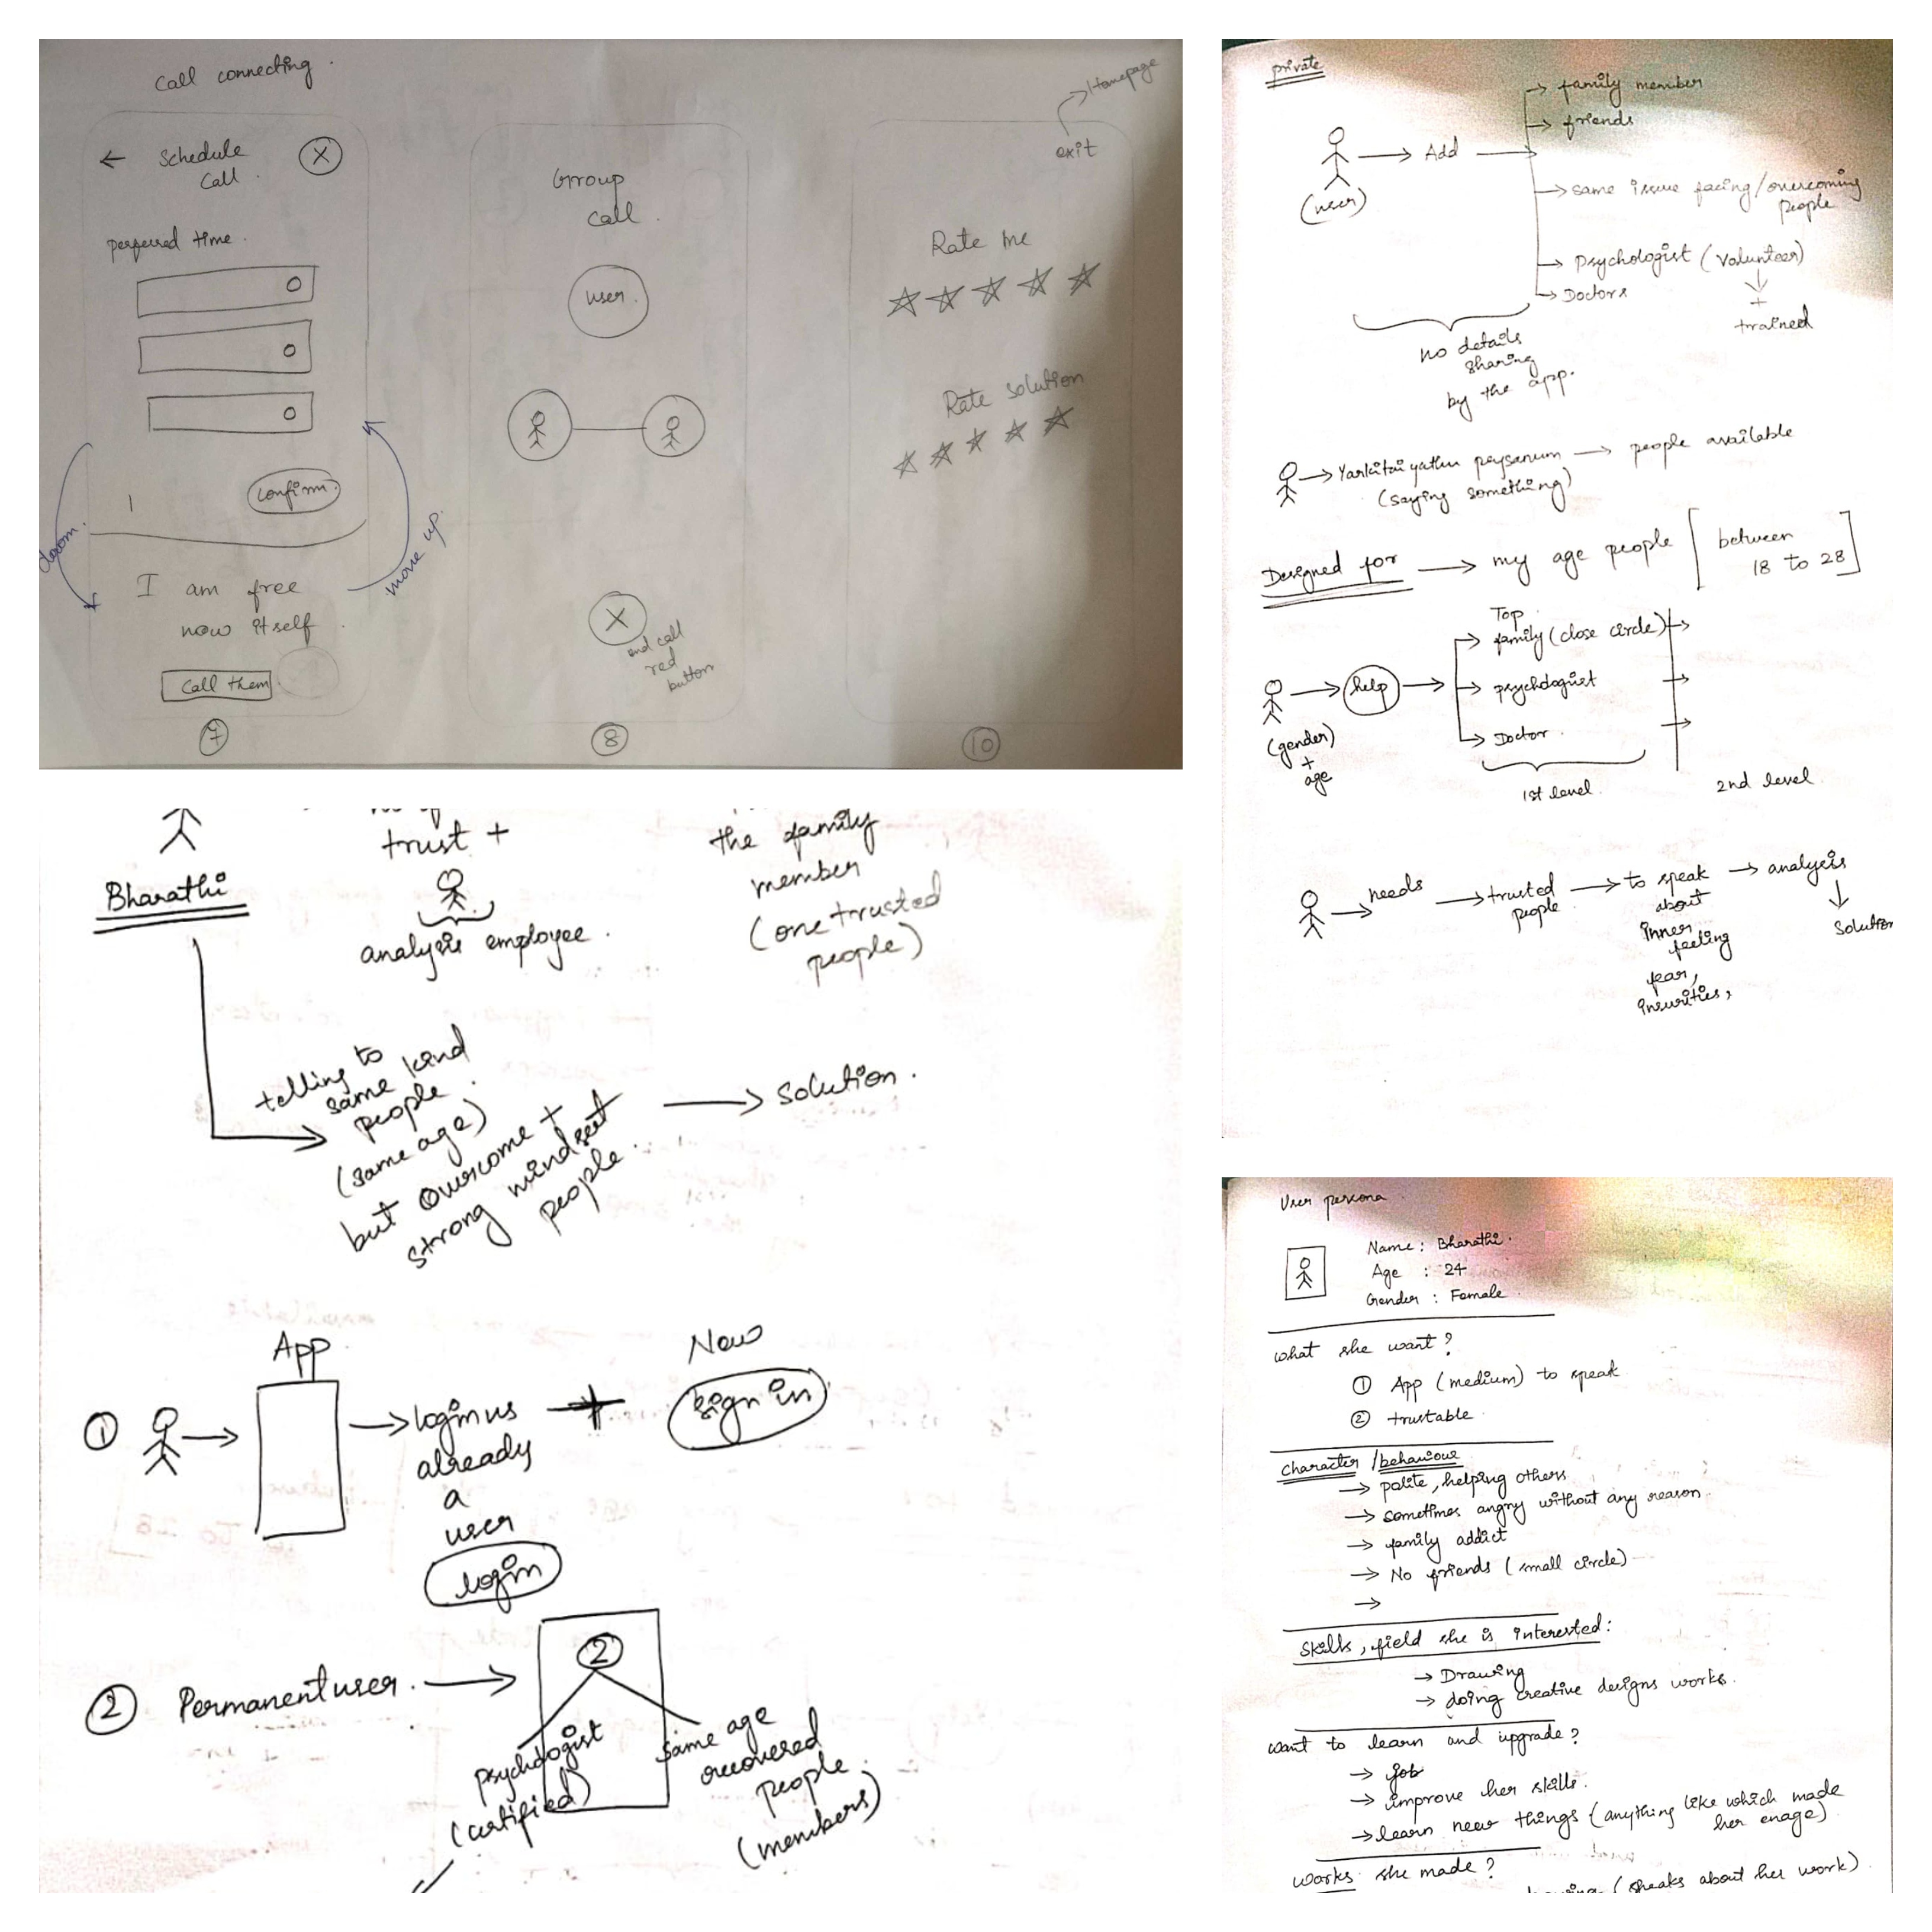 Call connecting.
← Schedule
Call.
X
perferred time.
Confirm.
down.
move up.
I am free
now itself.
Call them
7
Group
Call.
user.
X
end call
red
button
8
Homepage
exit
Rate me
Rate solution
10
private
(user)
→ Add
→ family member
→ friends
→ same issue facing/overcoming
people
→ Psychologist (Volunteer)
→ Doctors
+
trained
no details
sharing
by the app.
→ people available
(saying something)
Designed for → my age people [between
18 to 28]
Top
family (close circle)
→ help →
psychologist
Doctor.
(gender)
+
age
1st level.
2nd level.
→ needs → trusted
people → to speak
about
inner
feeling
fear,
insurities,
→ analysis
↓
Solution
trust +
Bharathi
analysis employee.
the family
member
(one trusted
people)
telling to
same kind
people.
(same age)
but overcome +
strong mindset
people.
→ solution.
App
① →
→ login us
already
a
user
login
New
sign in
② Permanent user. →
②
psychologist
(certified)
same age
recovered
people.
(members)
User persona.
Name : Bharathi.
Age : 24
Gender : Female.
what she want?
① App (medium) to speak
② trustable.
character / behaviour
→ polite, helping others
→ sometimes angry without any reason.
→ family addict
→ No friends (small circle)
→
skills, field she is interested:
→ Drawing
→ doing creative designs works.
want to learn and upgrade?
→ job
→ improve her skills.
→ learn new things (anything like which made
her enage)
works she made?
(speaks about her work).